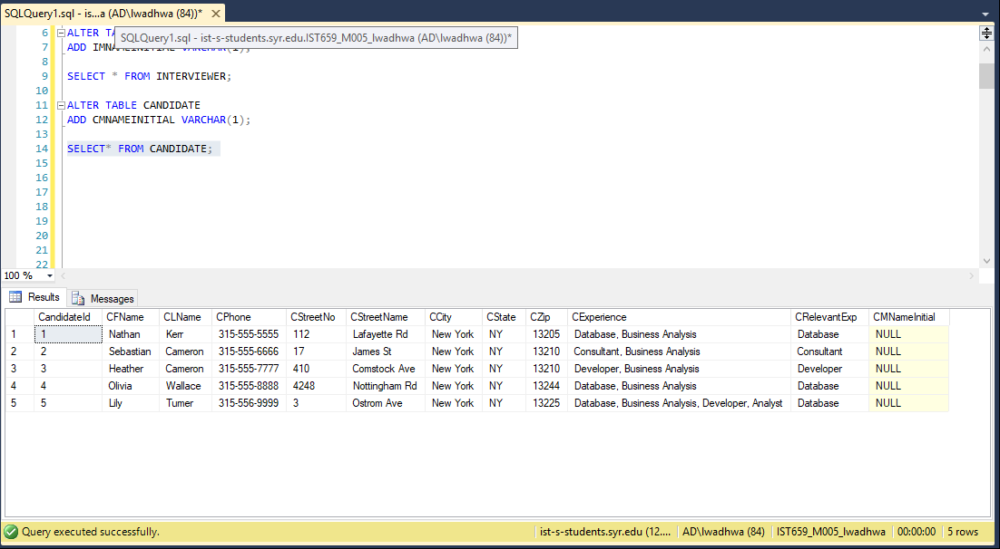 SQLQuery1.sql - is...a (AD\lwadhwa (84))*
6 ALTER TA
SQLQuery1.sql - ist-s-students.syr.edu.IST659_M005_lwadhwa (AD\lwadhwa (84))*
7 ADD IMNAMEINITIAL VARCHAR(1);
8
9 SELECT * FROM INTERVIEWER;
10
11 ALTER TABLE CANDIDATE
12 ADD CMNAMEINITIAL VARCHAR(1);
13
14 SELECT* FROM CANDIDATE;
15
16
17
18
19
20
21
22
100 %
Results Messages
CandidateId CFName CLName CPhone CStreetNo CStreetName CCity CState CZip CExperience CRelevantExp CMNameInitial
1 1 Nathan Kerr 315-555-5555 112 Lafayette Rd New York NY 13205 Database, Business Analysis Database NULL
2 2 Sebastian Cameron 315-555-6666 17 James St New York NY 13210 Consultant, Business Analysis Consultant NULL
3 3 Heather Cameron 315-555-7777 410 Comstock Ave New York NY 13210 Developer, Business Analysis Developer NULL
4 4 Olivia Wallace 315-555-8888 4248 Nottingham Rd New York NY 13244 Database, Business Analysis Database NULL
5 5 Lily Turner 315-556-9999 3 Ostrom Ave New York NY 13225 Database, Business Analysis, Developer, Analyst Database NULL
Query executed successfully. ist-s-students.syr.edu (12.... AD\lwadhwa (84) IST659_M005_lwadhwa 00:00:00 5 rows